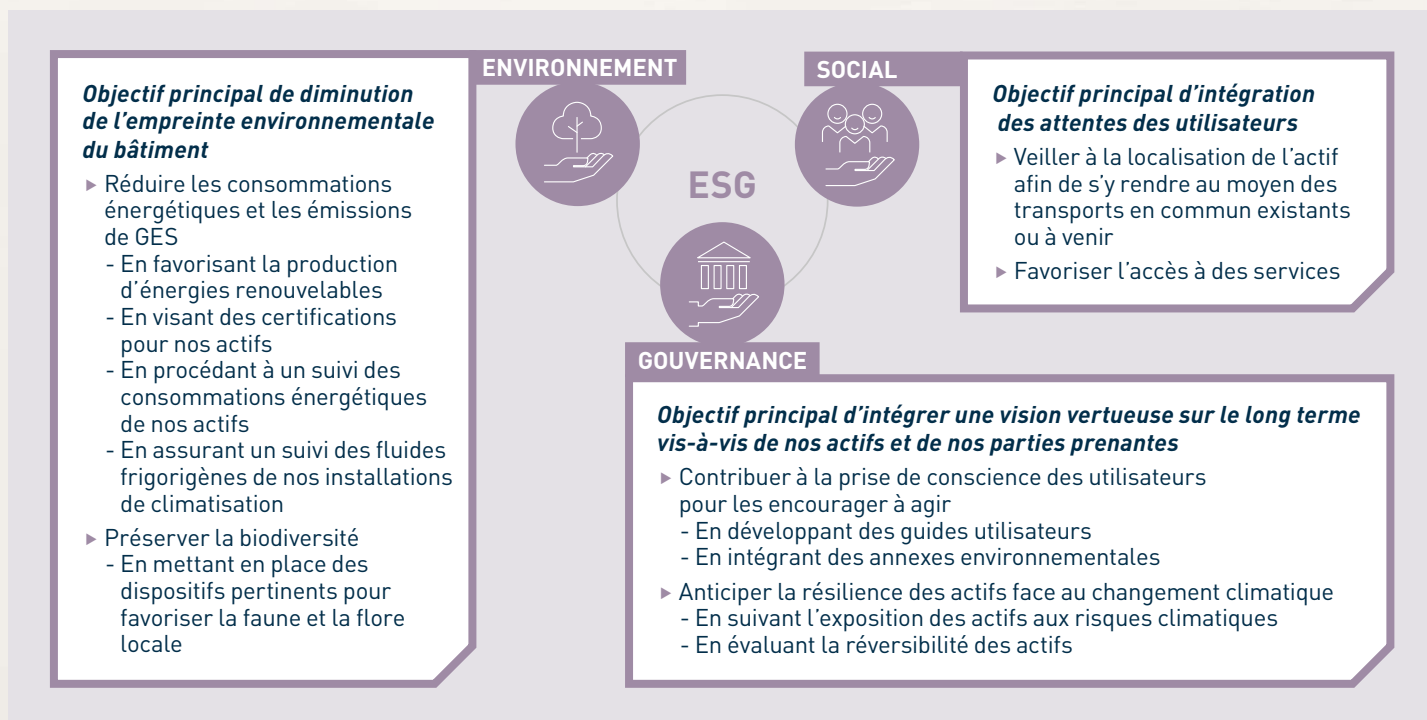 ENVIRONNEMENT
Objectif principal de diminution
de l'empreinte environnementale
du bâtiment
▶ Réduire les consommations
énergétiques et les émissions
de GES
- En favorisant la production
d'énergies renouvelables
- En visant des certifications
pour nos actifs
- En procédant à un suivi des
consommations énergétiques
de nos actifs
- En assurant un suivi des fluides
frigorigènes de nos installations
de climatisation
▶ Préserver la biodiversité
- En mettant en place des
dispositifs pertinents pour
favoriser la faune et la flore
locale
ESG
SOCIAL
Objectif principal d'intégration
des attentes des utilisateurs
▶ Veiller à la localisation de l'actif
afin de s'y rendre au moyen des
transports en commun existants
ou à venir
▶ Favoriser l'accès à des services
GOUVERNANCE
Objectif principal d'intégrer une vision vertueuse sur le long terme
vis-à-vis de nos actifs et de nos parties prenantes
▶ Contribuer à la prise de conscience des utilisateurs
pour les encourager à agir
- En développant des guides utilisateurs
- En intégrant des annexes environnementales
▶ Anticiper la résilience des actifs face au changement climatique
- En suivant l'exposition des actifs aux risques climatiques
- En évaluant la réversibilité des actifs